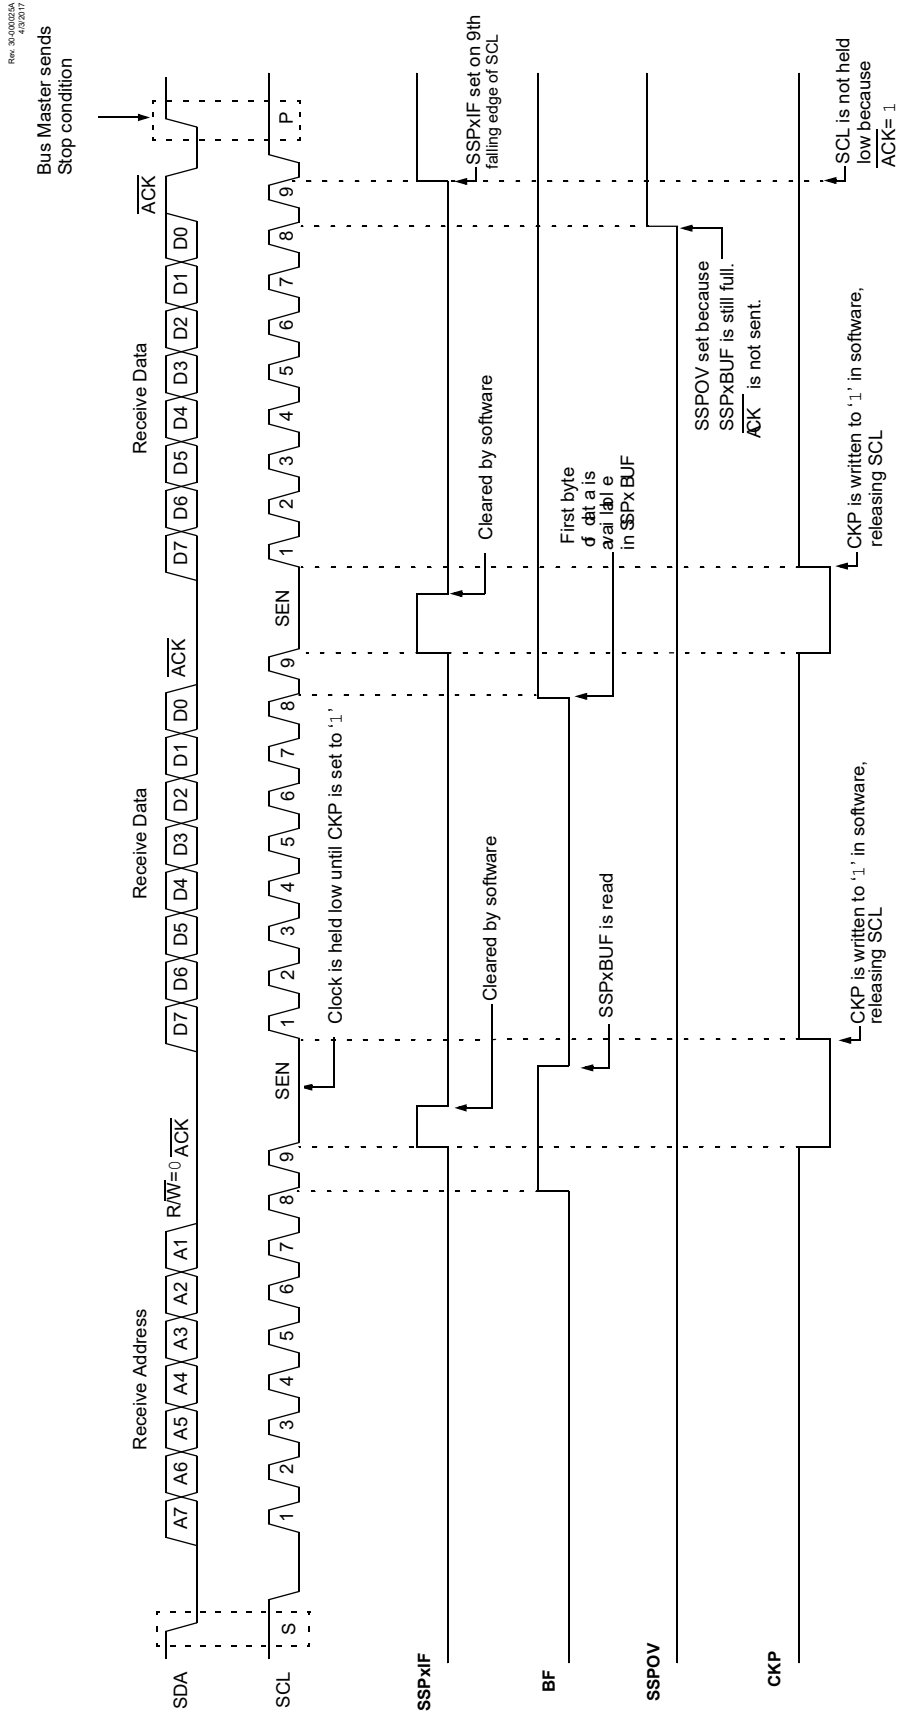 Rev. 30-000025A
4/3/2017
Bus Master sends
Stop condition
Receive Address
Receive Data
Receive Data
SDA
A7
A6
A5
A4
A3
A2
A1
R/W=0
ACK
D7
D6
D5
D4
D3
D2
D1
D0
ACK
D7
D6
D5
D4
D3
D2
D1
D0
ACK
SCL
S
1
2
3
4
5
6
7
8
9
SEN
1
2
3
4
5
6
7
8
9
SEN
1
2
3
4
5
6
7
8
9
P
Clock is held low until CKP is set to ‘1’
SSPxIF
Cleared by software
Cleared by software
SSPxIF set on 9th
falling edge of SCL
BF
SSPxBUF is read
First byte
of data is
available
in SSPxBUF
SSPOV
SSPOV set because
SSPxBUF is still full.
ACK is not sent.
CKP
CKP is written to ‘1’ in software,
releasing SCL
CKP is written to ‘1’ in software,
releasing SCL
SCL is not held
low because
ACK= 1